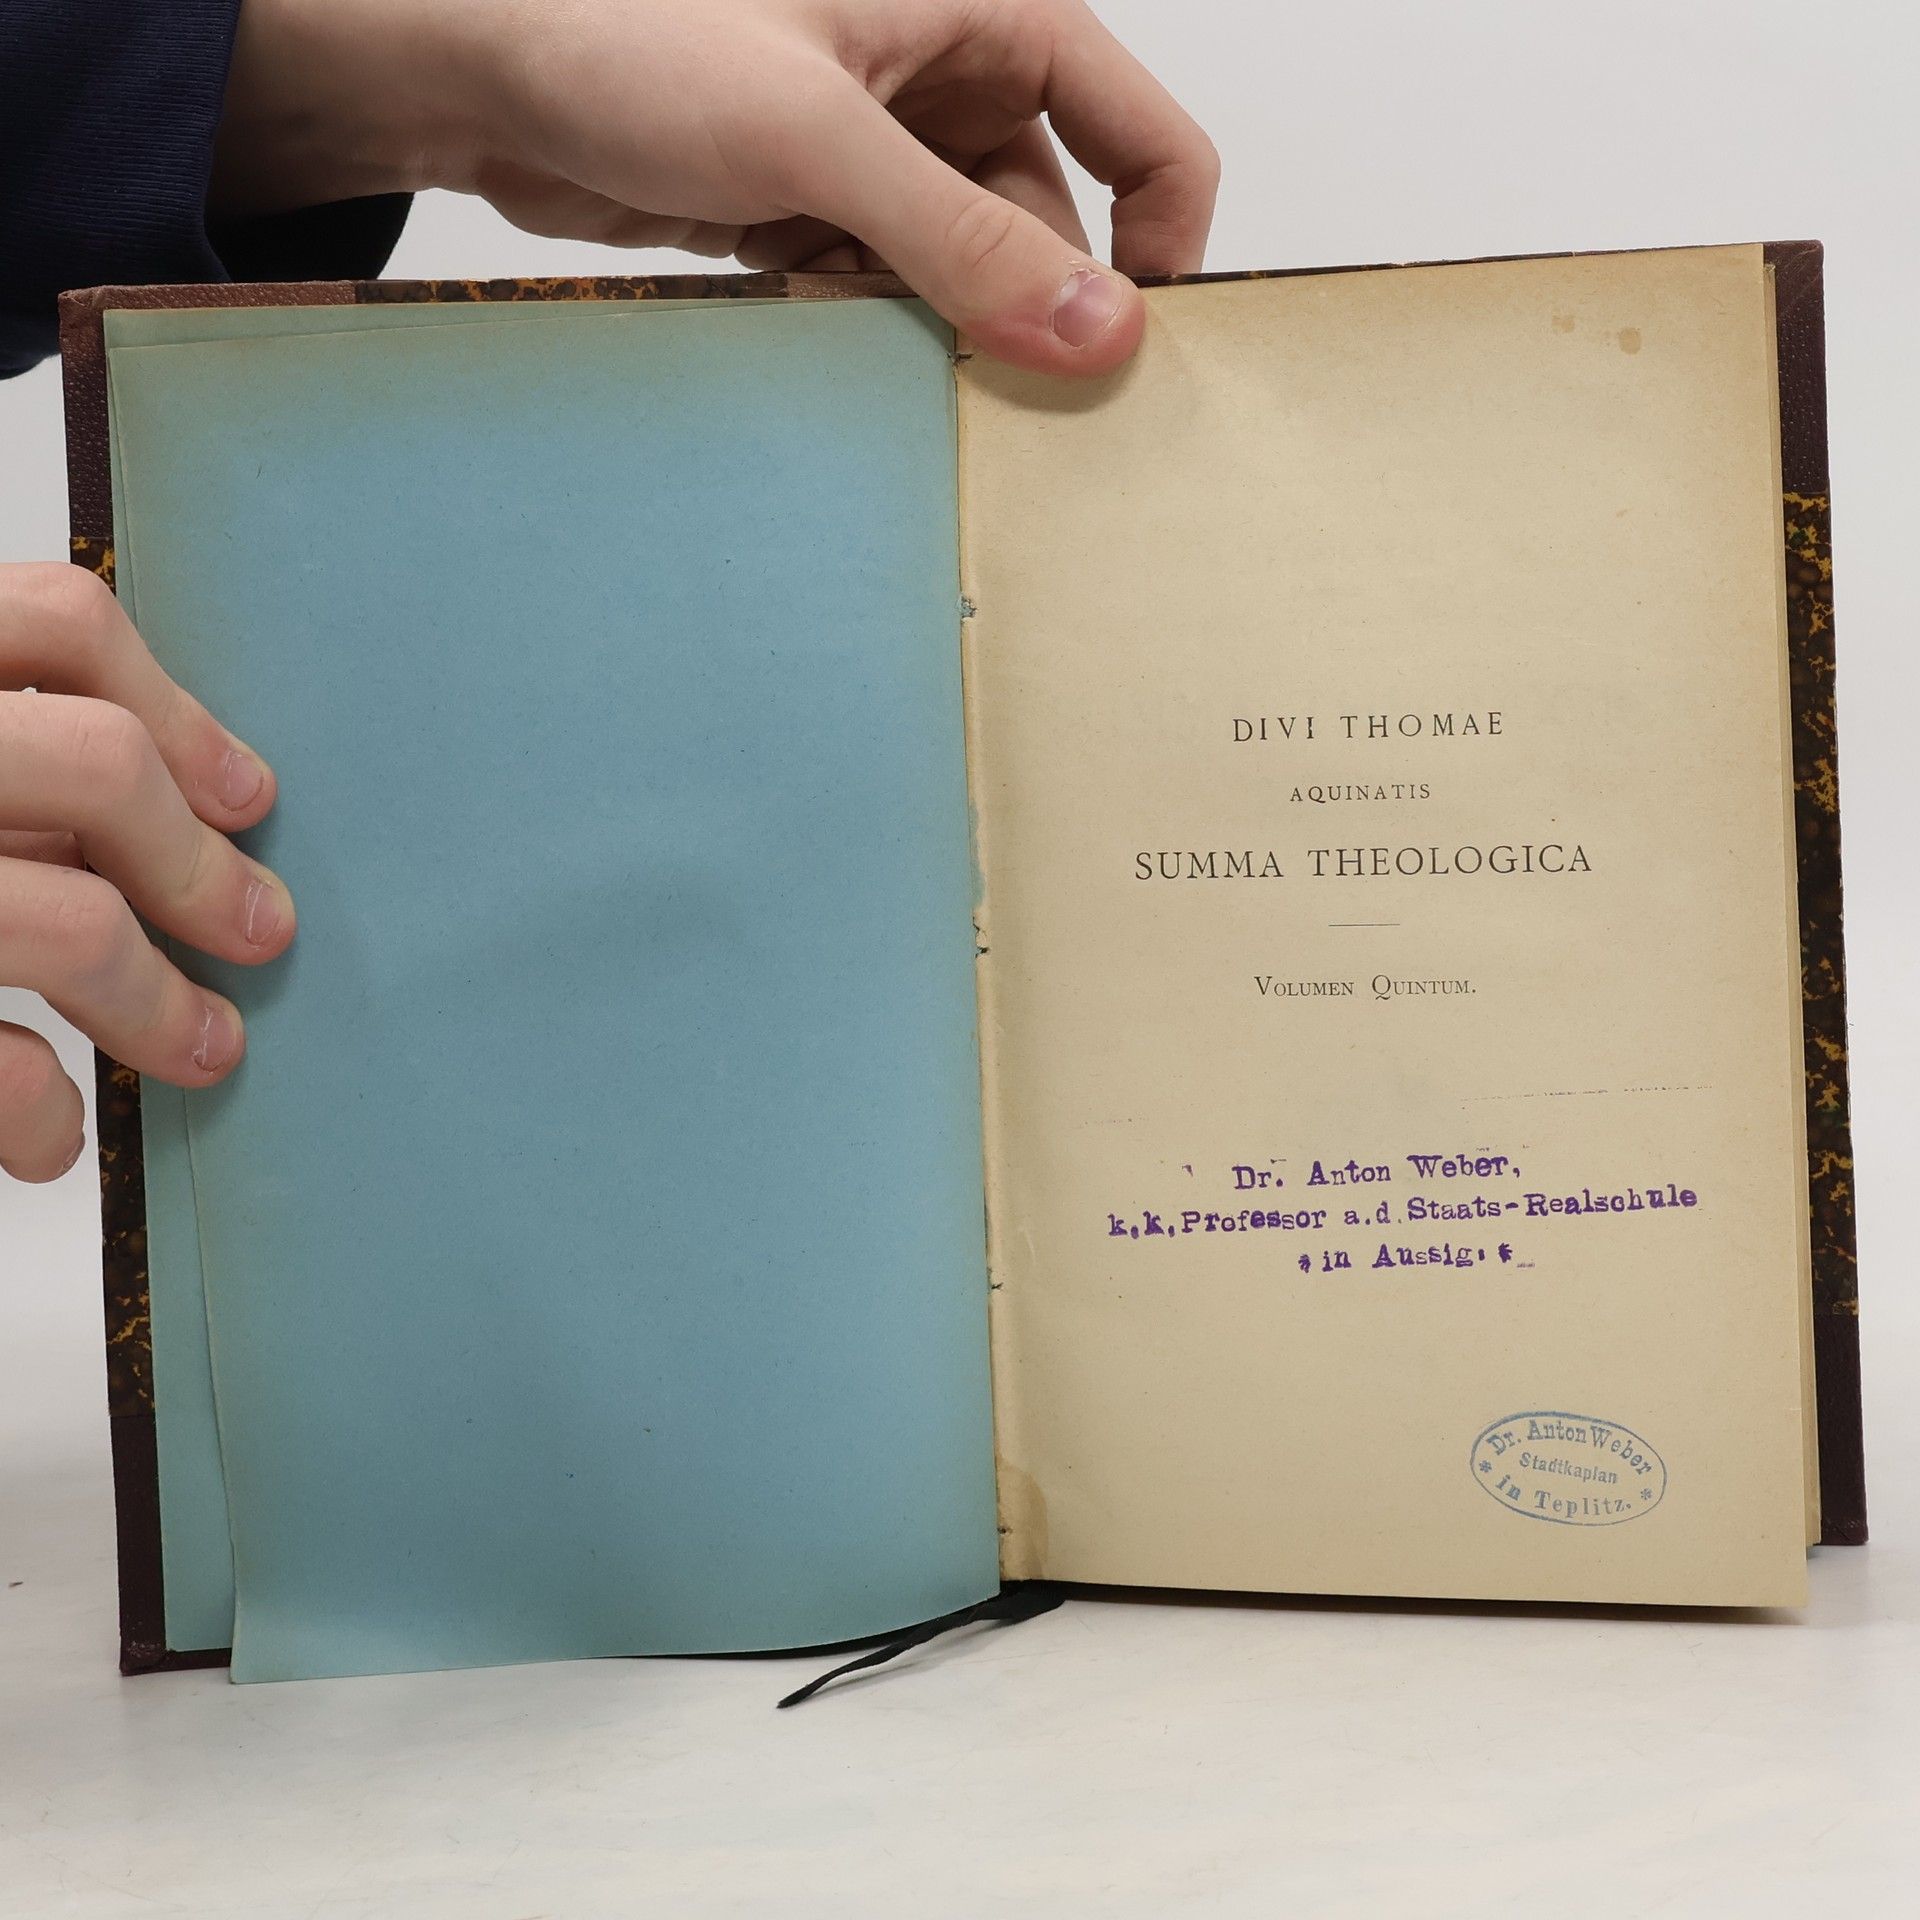 DIVI THOMAE
AQUINATIS
SUMMA THEOLOGICA
VOLUMEN QUINTUM.
Dr. Anton Weber,
k.k. Professor a.d. Staats-Realschule
* in Aussig. *
Dr. Anton Weber
Stadtkaplan
* in Teplitz. *